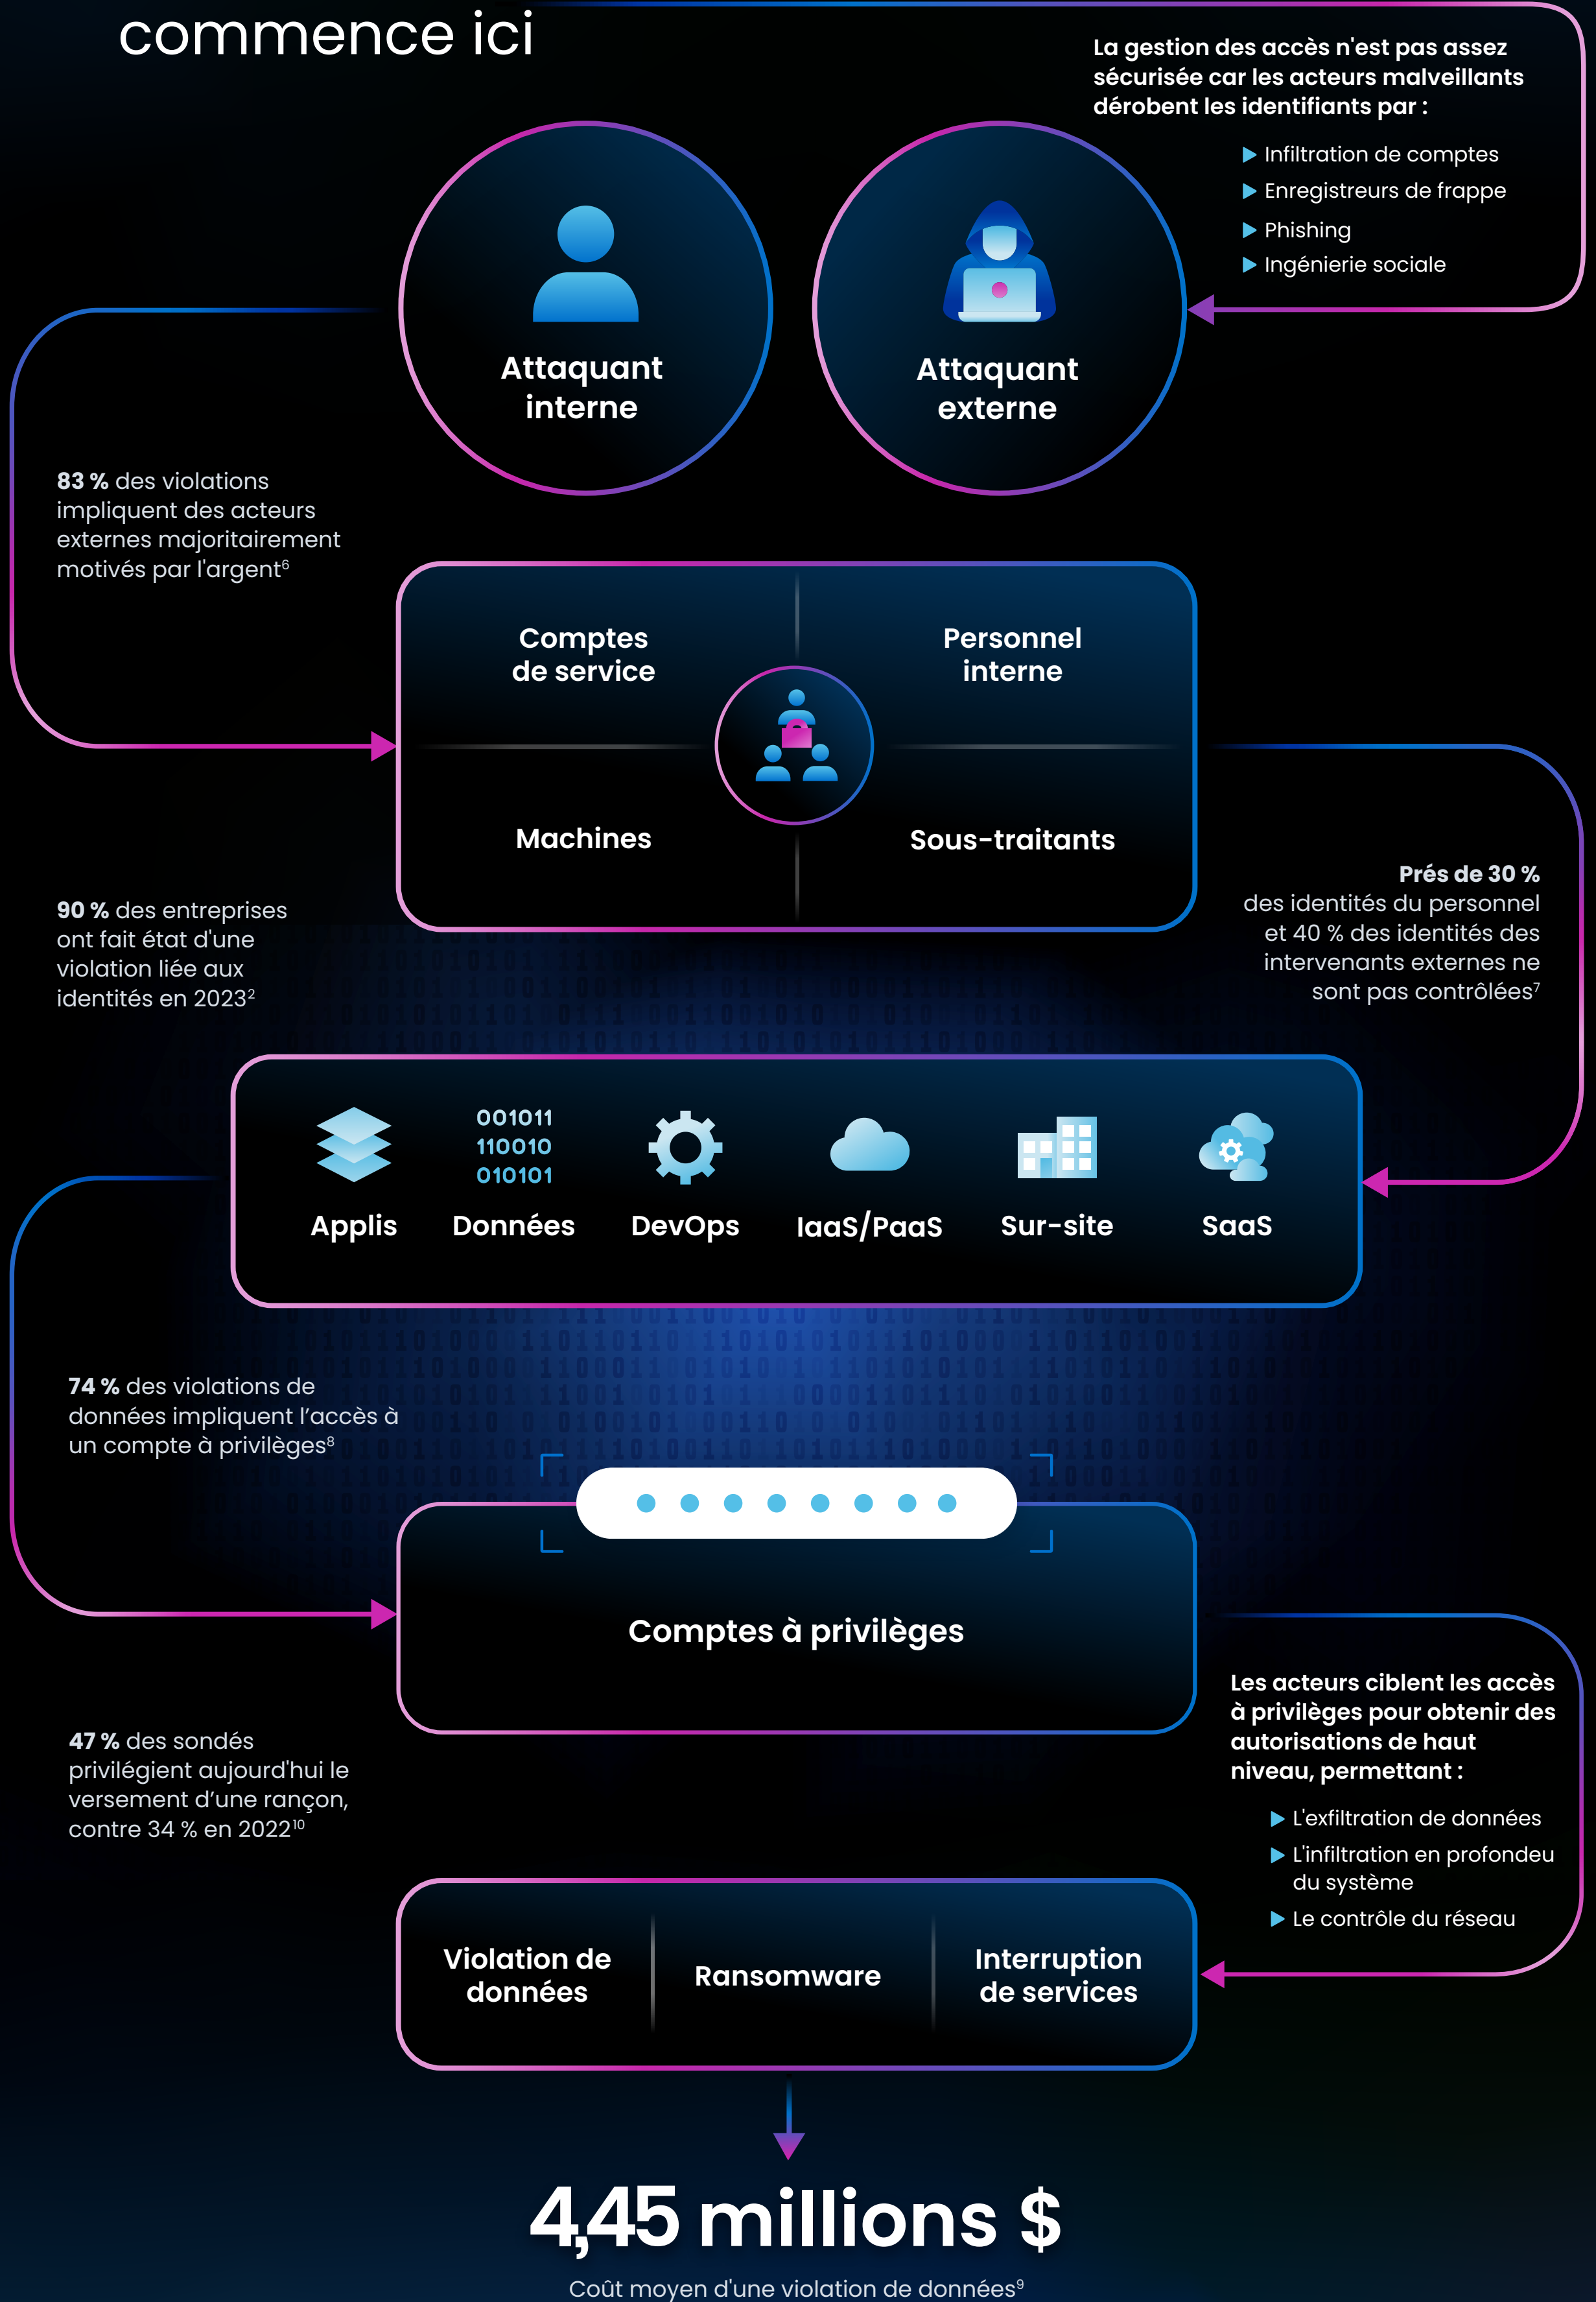 commence ici
La gestion des accès n'est pas assez
sécurisée car les acteurs malveillants
dérobent les identifiants par :
Infiltration de comptes
Enregistreurs de frappe
Phishing
Ingénierie sociale
Attaquant
interne
Attaquant
externe
83 % des violations
impliquent des acteurs
externes majoritairement
motivés par l'argent⁶
Comptes
de service
Personnel
interne
Machines
Sous-traitants
90 % des entreprises
ont fait état d'une
violation liée aux
identités en 2023²
Prés de 30 %
des identités du personnel
et 40 % des identités des
intervenants externes ne
sont pas contrôlées⁷
001011
110010
010101
Applis
Données
DevOps
IaaS/PaaS
Sur-site
SaaS
74 % des violations de
données impliquent l’accès à
un compte à privilèges⁸
Comptes à privilèges
47 % des sondés
privilégient aujourd'hui le
versement d’une rançon,
contre 34 % en 2022¹⁰
Les acteurs ciblent les accès
à privilèges pour obtenir des
autorisations de haut
niveau, permettant :
L'exfiltration de données
L'infiltration en profondeu
du système
Le contrôle du réseau
Violation de
données
Ransomware
Interruption
de services
4,45 millions $
Coût moyen d'une violation de données⁹